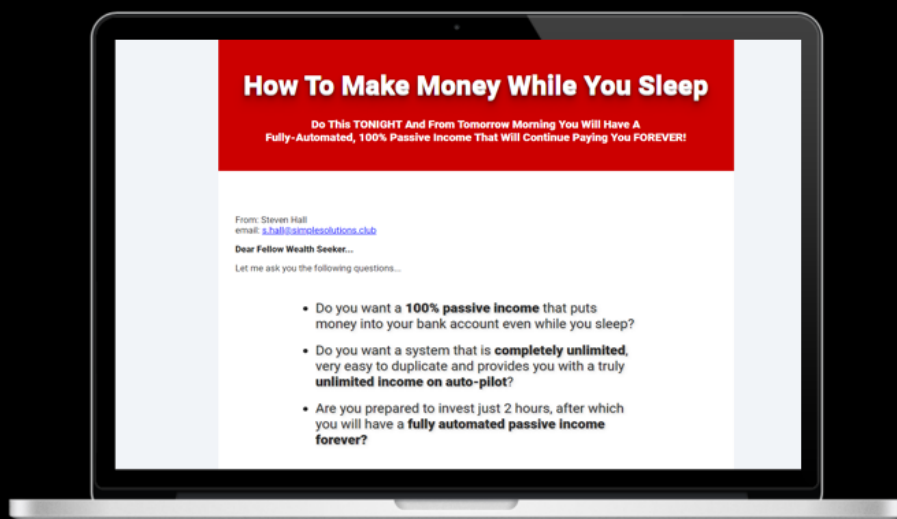 How To Make Money While You Sleep
Do This TONIGHT And From Tomorrow Morning You Will Have A
Fully-Automated, 100% Passive Income That Will Continue Paying You FOREVER!
From: Steven Hall
email: s.hall@simplesolutions.club
Dear Fellow Wealth Seeker...
Let me ask you the following questions...
• Do you want a 100% passive income that puts
money into your bank account even while you sleep?
• Do you want a system that is completely unlimited,
very easy to duplicate and provides you with a truly
unlimited income on auto-pilot?
• Are you prepared to invest just 2 hours, after which
you will have a fully automated passive income
forever?